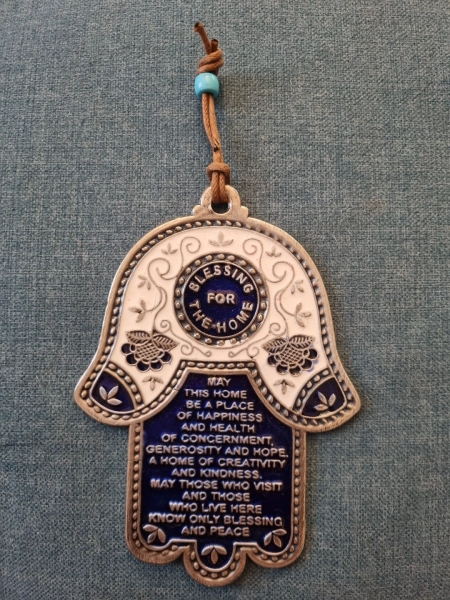 BLESSING
FOR
THE HOME
MAY
THIS HOME
BE A PLACE
OF HAPPINESS
AND HEALTH
OF CONCERNMENT,
GENEROSITY AND HOPE.
A HOME OF CREATIVITY
AND KINDNESS.
MAY THOSE WHO VISIT
AND THOSE
WHO LIVE HERE
KNOW ONLY BLESSING
AND PEACE